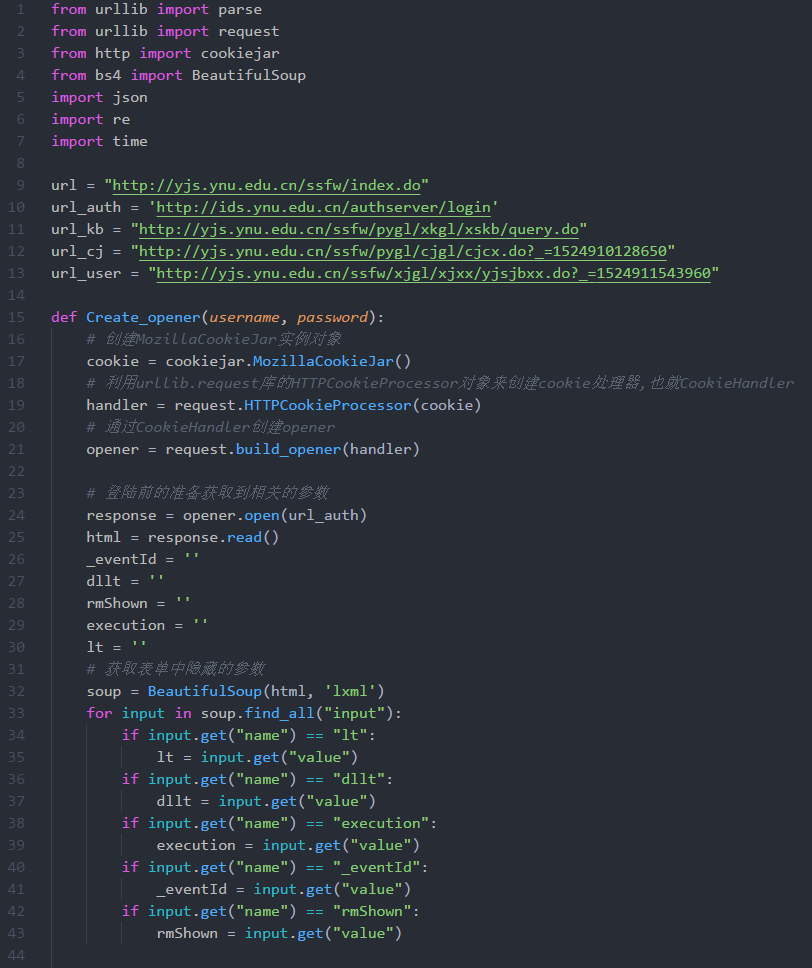 1 from urllib import parse
2 from urllib import request
3 from http import cookiejar
4 from bs4 import BeautifulSoup
5 import json
6 import re
7 import time
8
9 url = "http://yjs.ynu.edu.cn/ssfw/index.do"
10 url_auth = 'http://ids.ynu.edu.cn/authserver/login'
11 url_kb = "http://yjs.ynu.edu.cn/ssfw/pygl/xkgl/xskb/query.do"
12 url_cj = "http://yjs.ynu.edu.cn/ssfw/pygl/cjgl/cjcx.do?_=1524910128650"
13 url_user = "http://yjs.ynu.edu.cn/ssfw/xjgl/xjxx/yjsjbxx.do?_=1524911543960"
14
15 def Create_opener(username, password):
16     # 创建MozillaCookieJar实例对象
17     cookie = cookiejar.MozillaCookieJar()
18     # 利用urllib.request库的HTTPCookieProcessor对象来创建cookie处理器,也就CookieHandler
19     handler = request.HTTPCookieProcessor(cookie)
20     # 通过CookieHandler创建opener
21     opener = request.build_opener(handler)
22
23     # 登陆前的准备获取到相关的参数
24     response = opener.open(url_auth)
25     html = response.read()
26     _eventId = ''
27     dllt = ''
28     rmShown = ''
29     execution = ''
30     lt = ''
31     # 获取表单中隐藏的参数
32     soup = BeautifulSoup(html, 'lxml')
33     for input in soup.find_all("input"):
34         if input.get("name") == "lt":
35             lt = input.get("value")
36         if input.get("name") == "dllt":
37             dllt = input.get("value")
38         if input.get("name") == "execution":
39             execution = input.get("value")
40         if input.get("name") == "_eventId":
41             _eventId = input.get("value")
42         if input.get("name") == "rmShown":
43             rmShown = input.get("value")
44